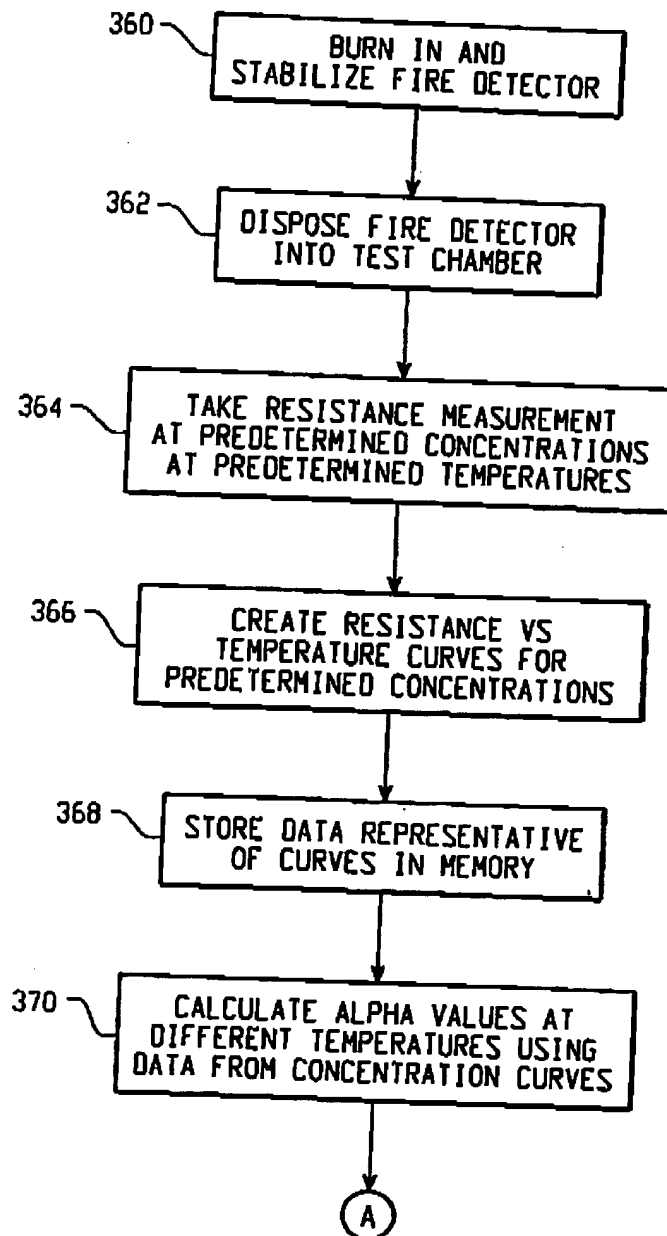 360
BURN IN AND
STABILIZE FIRE DETECTOR
362
DISPOSE FIRE DETECTOR
INTO TEST CHAMBER
364
TAKE RESISTANCE MEASUREMENT
AT PREDETERMINED CONCENTRATIONS
AT PREDETERMINED TEMPERATURES
366
CREATE RESISTANCE VS
TEMPERATURE CURVES FOR
PREDETERMINED CONCENTRATIONS
368
STORE DATA REPRESENTATIVE
OF CURVES IN MEMORY
370
CALCULATE ALPHA VALUES AT
DIFFERENT TEMPERATURES USING
DATA FROM CONCENTRATION CURVES
A